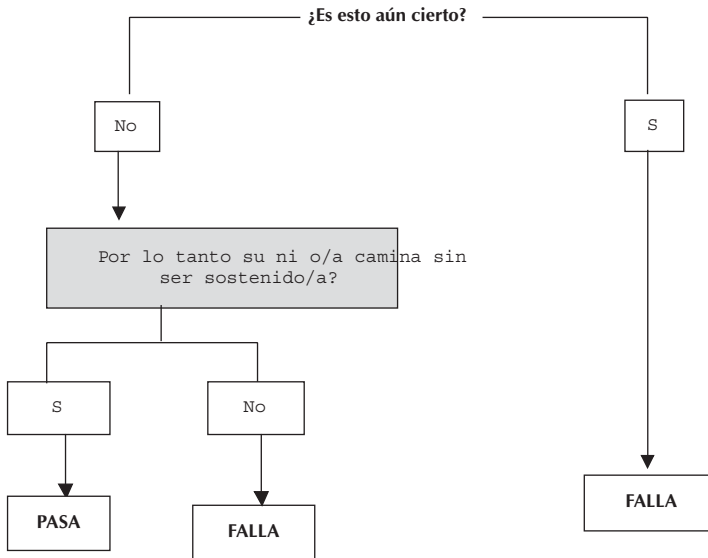 ¿Es esto aún cierto?
No
S
Por lo tanto su ni o/a camina sin
ser sostenido/a?
S
No
PASA
FALLA
FALLA